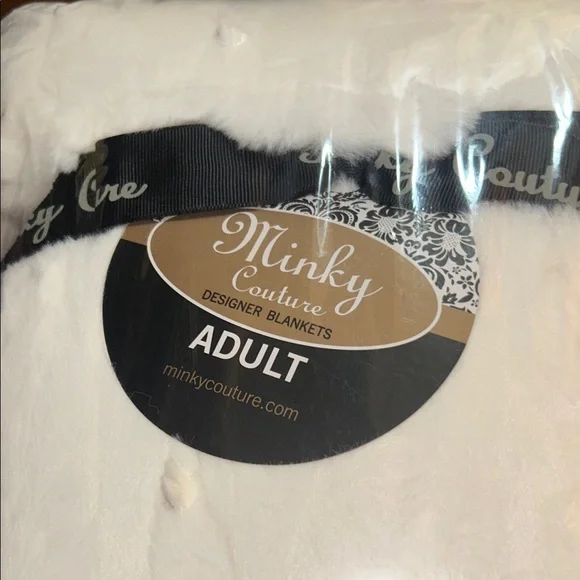 Minky
Couture
DESIGNER BLANKETS
ADULT
minkycouture.com